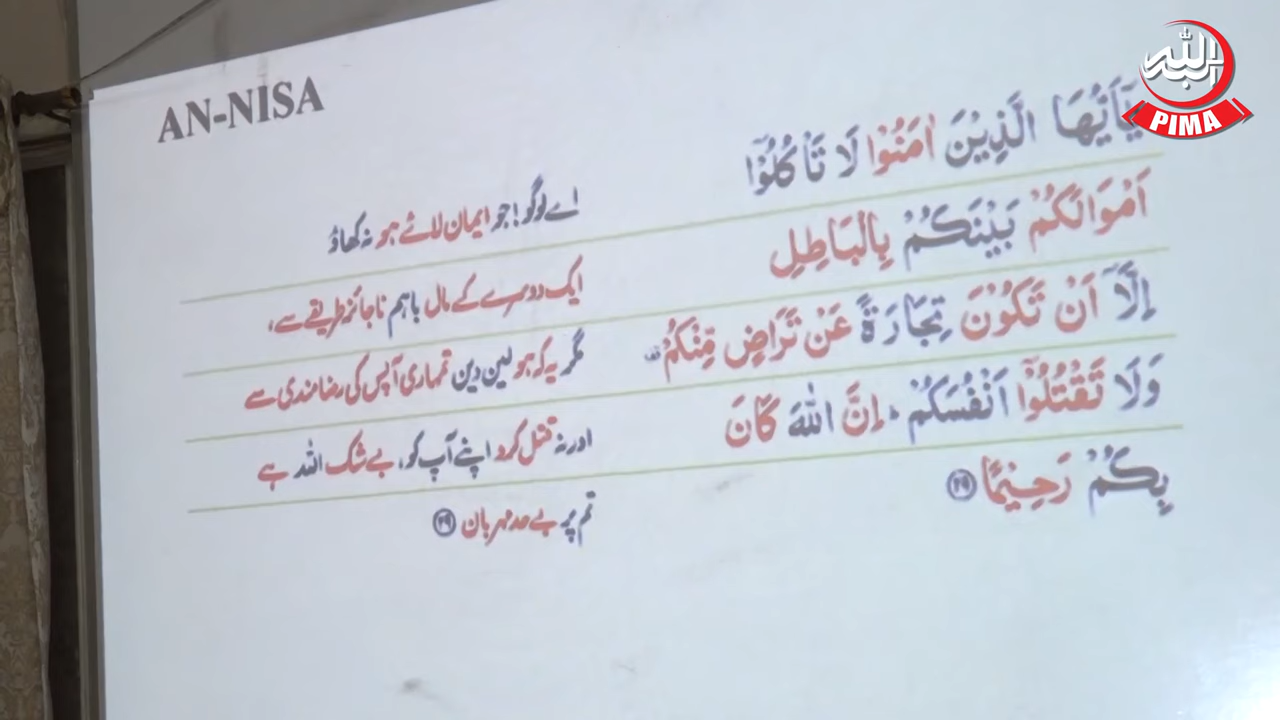 AN-NISA
يٰۤاَيُّهَا الَّذِيْنَ اٰمَنُوْا لَا تَاْكُلُوْۤا
اَمْوَالَكُمْ بَيْنَكُمْ بِالْبَاطِلِ
اِلَّاۤ اَنْ تَكُوْنَ تِجَارَةً عَنْ تَرَاضٍ مِّنْكُمْ
وَلَا تَقْتُلُوْۤا اَنْفُسَكُمْ ؕ اِنَّ اللّٰهَ كَانَ
بِكُمْ رَحِيْمًا ۲۹
اے لوگو! جو ایمان لائے ہو نہ کھاؤ
ایک دوسرے کے مال باہم ناجائز طریقے سے،
مگر یہ کہ ہو لین دین تمہاری آپس کی رضامندی سے
اور نہ قتل کرو اپنے آپ کو، بے شک اللہ ہے
تم پر بے حد مہربان ۲۹
الله
PIMA